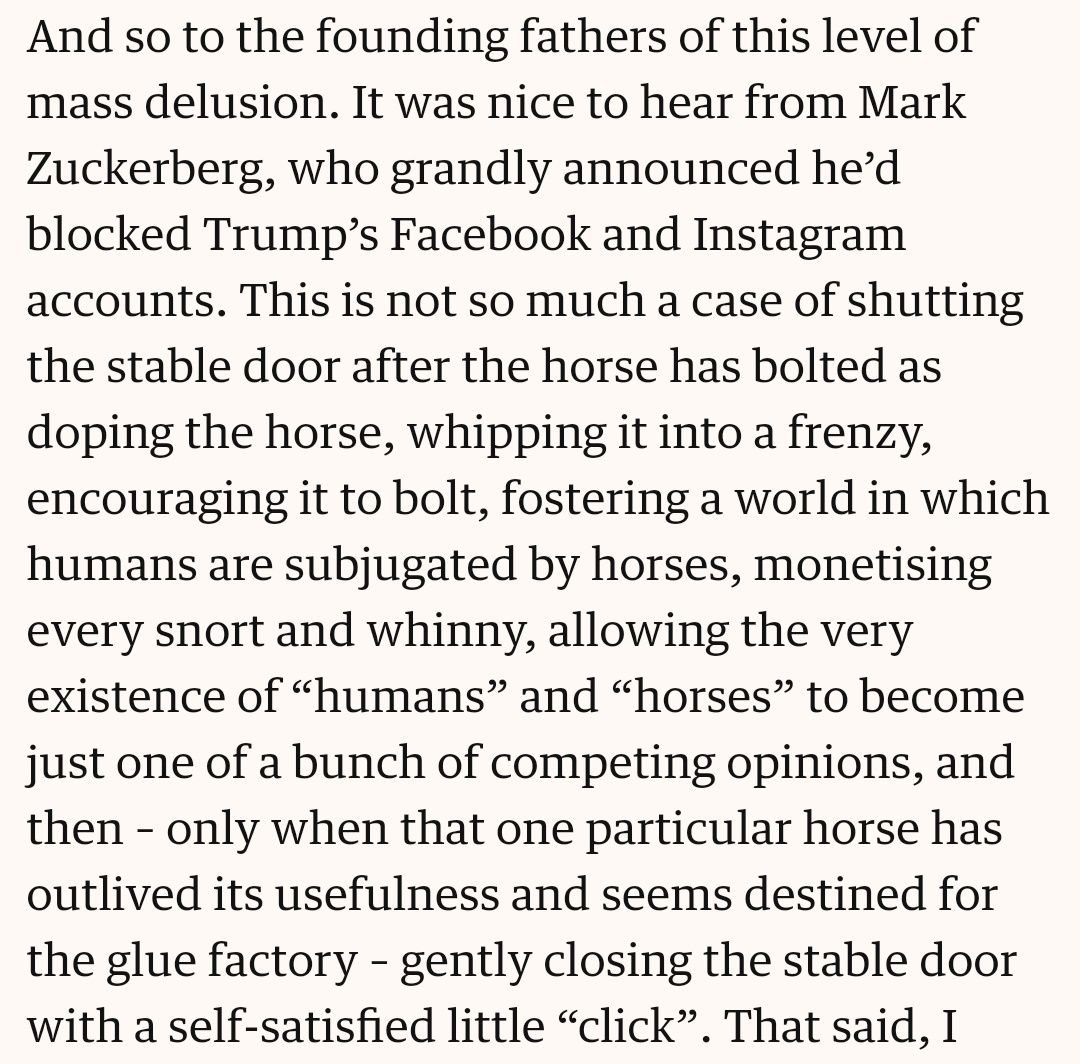 And so to the founding fathers of this level of
mass delusion. It was nice to hear from Mark
Zuckerberg, who grandly announced he’d
blocked Trump’s Facebook and Instagram
accounts. This is not so much a case of shutting
the stable door after the horse has bolted as
doping the horse, whipping it into a frenzy,
encouraging it to bolt, fostering a world in which
humans are subjugated by horses, monetising
every snort and whinny, allowing the very
existence of “humans” and “horses” to become
just one of a bunch of competing opinions, and
then – only when that one particular horse has
outlived its usefulness and seems destined for
the glue factory – gently closing the stable door
with a self-satisfied little “click”. That said, I